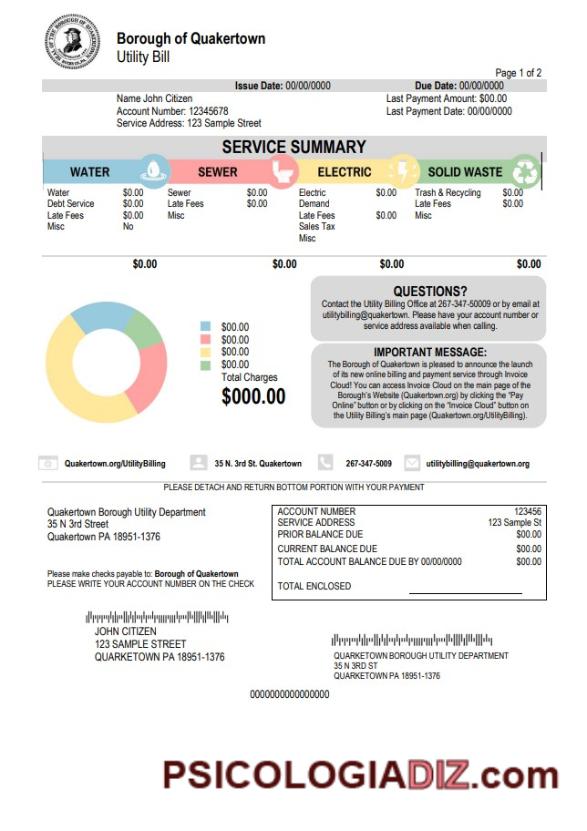 Borough of Quakertown
Utility Bill
Page 1 of 2
Issue Date: 00/00/0000 Due Date: 00/00/0000
Name John Citizen Last Payment Amount: $00.00
Account Number: 12345678 Last Payment Date: 00/00/0000
Service Address: 123 Sample Street
SERVICE SUMMARY
WATER SEWER ELECTRIC SOLID WASTE
Water $0.00 Sewer $0.00 Electric $0.00 Trash & Recycling $0.00
Debt Service $0.00 Late Fees $0.00 Demand Late Fees $0.00
Late Fees $0.00 Misc Late Fees $0.00 Misc
Misc No Sales Tax
Misc
$0.00 $0.00 $0.00 $0.00
$00.00
$00.00
$00.00
$00.00
Total Charges
$000.00
QUESTIONS?
Contact the Utility Billing Office at 267-347-50009 or by email at
utilitybilling@quakertown. Please have your account number or
service address available when calling.
IMPORTANT MESSAGE:
The Borough of Quakertown is pleased to announce the launch
of its new online billing and payment service through Invoice
Cloud! You can access Invoice Cloud on the main page of the
Borough's Website (Quakertown.org) by clicking the "Pay
Online" button or by clicking on the "Invoice Cloud" button on
the Utility Billing's main page (Quakertown.org/UtilityBilling).
Quakertown.org/UtilityBilling 35 N. 3rd St. Quakertown 267-347-5009 utilitybilling@quakertown.org
PLEASE DETACH AND RETURN BOTTOM PORTION WITH YOUR PAYMENT
Quakertown Borough Utility Department
35 N 3rd Street
Quakertown PA 18951-1376
Please make checks payable to: Borough of Quakertown
PLEASE WRITE YOUR ACCOUNT NUMBER ON THE CHECK
ACCOUNT NUMBER 123456
SERVICE ADDRESS 123 Sample St
PRIOR BALANCE DUE $00.00
CURRENT BALANCE DUE $00.00
TOTAL ACCOUNT BALANCE DUE BY 00/00/0000 $00.00
TOTAL ENCLOSED
JOHN CITIZEN
123 SAMPLE STREET
QUARKETOWN PA 18951-1376
QUARKETOWN BOROUGH UTILITY DEPARTMENT
35 N 3RD ST
QUARKETOWN PA 18951-1376
0000000000000000
PSICOLOGIADIZ.com